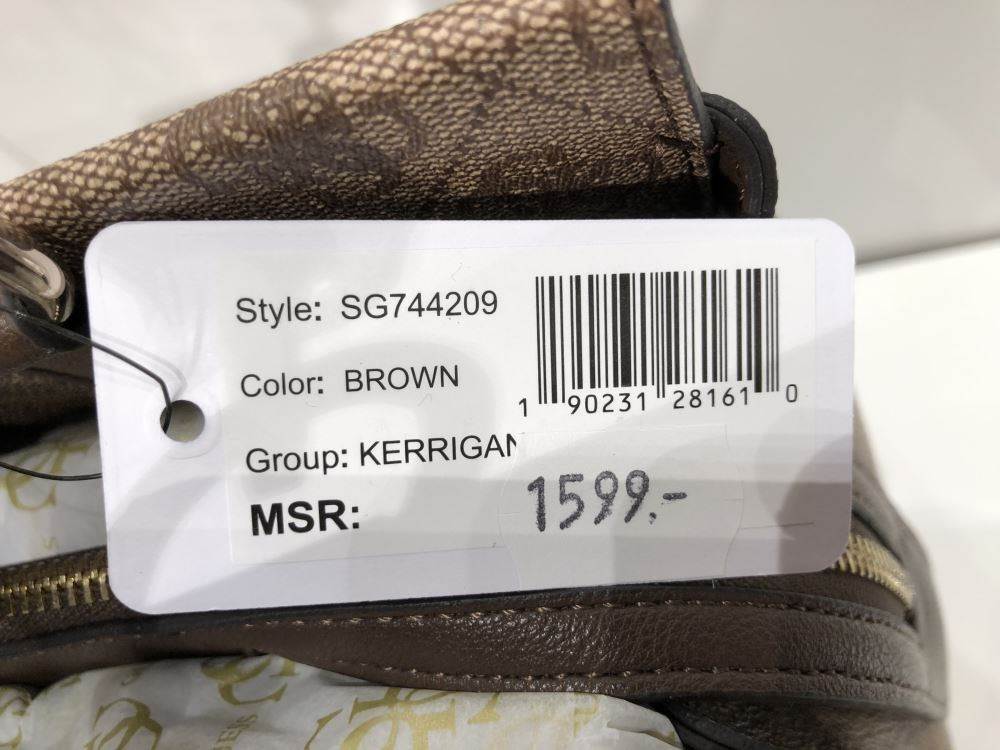 Style: SG744209
Color: BROWN
Group: KERRIGAN
MSR: 1599.-
1 90231 28161 0